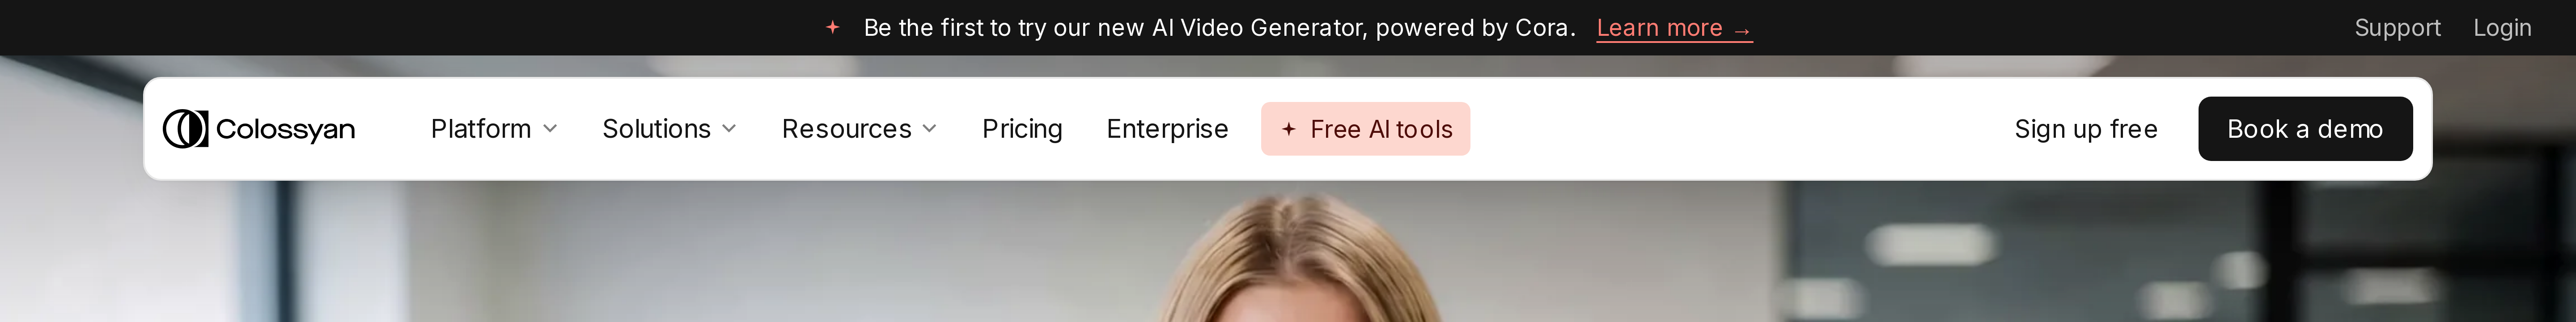 Be the first to try our new AI Video Generator, powered by Cora. Learn more →
Support Login
Colossyan Platform Solutions Resources Pricing Enterprise Free AI tools Sign up free Book a demo